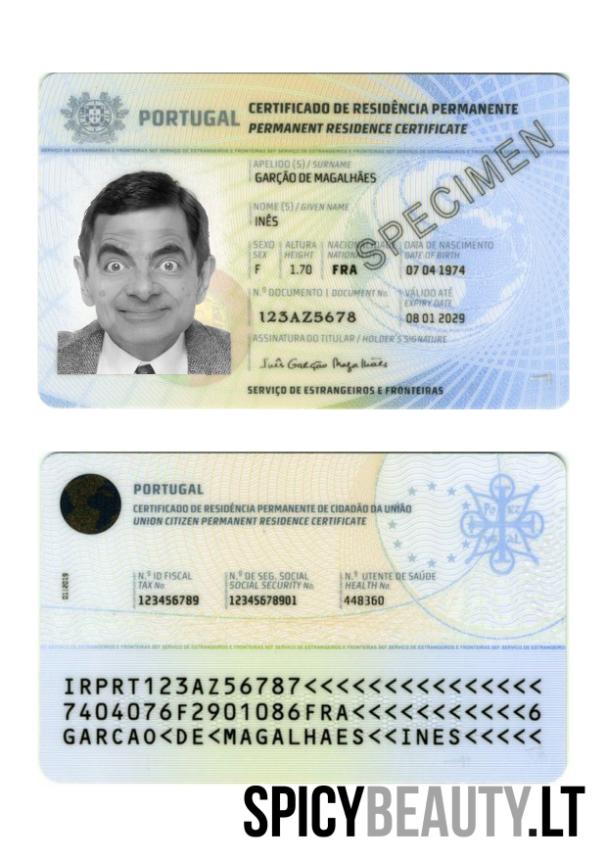 PORTUGAL
CERTIFICADO DE RESIDÊNCIA PERMANENTE
PERMANENT RESIDENCE CERTIFICATE
APELIDO (S) / SURNAME
GARÇÃO DE MAGALHÃES
SPECIMEN
NOME (S) / GIVEN NAME
INÊS
SEXO ALTURA NACIONALIDADE DATA DE NASCIMENTO
SEX HEIGHT DATE OF BIRTH
F 1.70 FRA 07 04 1974
N.º DOCUMENTO / DOCUMENT No. VÁLIDO ATÉ
EXPIRY DATE
123AZ5678 08 01 2029
ASSINATURA DO TITULAR / HOLDER'S SIGNATURE
Inês Garção Magalhães
SERVIÇO DE ESTRANGEIROS E FRONTEIRAS
PORTUGAL
CERTIFICADO DE RESIDÊNCIA PERMANENTE DE CIDADÃO DA UNIÃO
UNION CITIZEN PERMANENT RESIDENCE CERTIFICATE
N.º ID FISCAL N.º DE SEG. SOCIAL N.º UTENTE DE SAÚDE
TAX No. SOCIAL SECURITY No. HEALTH No.
123456789 12345678901 448360
01-2019
IRPRT123AZ56787<<<<<<<<<<<<<<<
7404076F2901086FRA<<<<<<<<<<<6
GARCAO<DE<MAGALHAES<<INES<<<<<
SPICYBEAUTY.LT